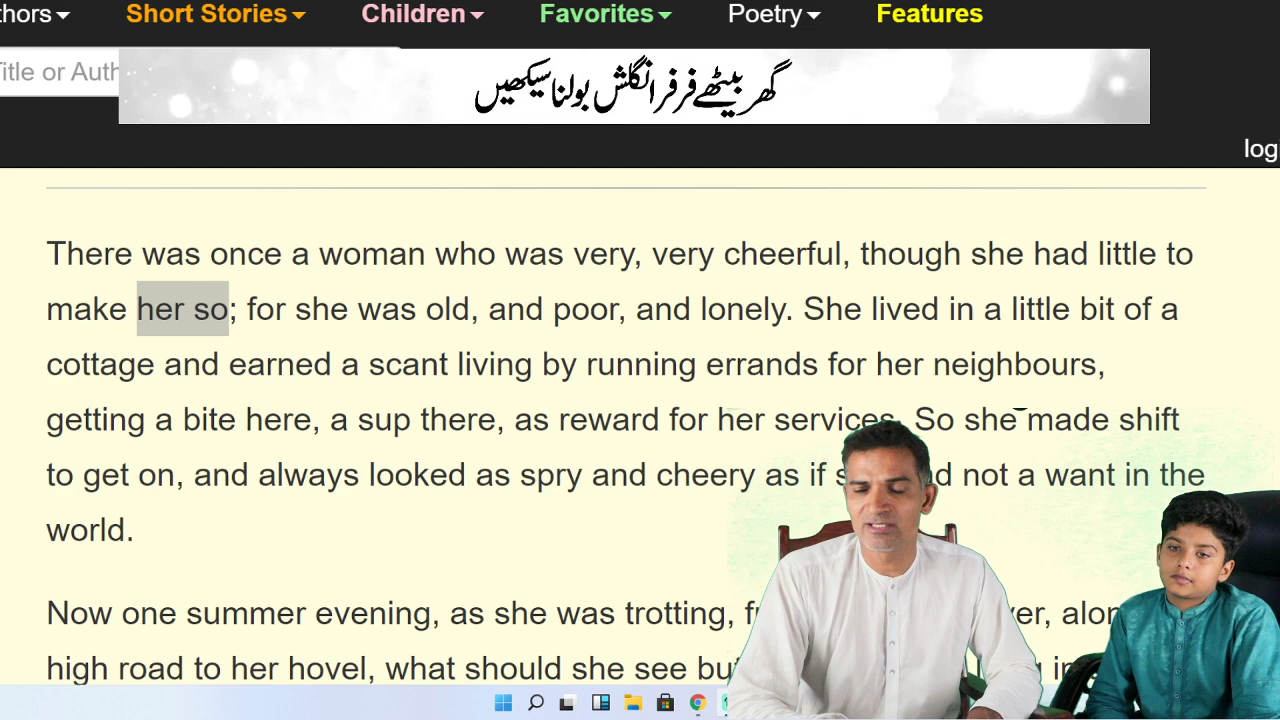 thors Short Stories Children Favorites Poetry Features
Title or Auth
گھر بیٹھے فر فر انگلش بولنا سیکھیں
log
There was once a woman who was very, very cheerful, though she had little to
make her so; for she was old, and poor, and lonely. She lived in a little bit of a
cottage and earned a scant living by running errands for her neighbours,
getting a bite here, a sup there, as reward for her services. So she made shift
to get on, and always looked as spry and cheery as if s d not a want in the
world.
Now one summer evening, as she was trotting, f ver, alon
high road to her hovel, what should she see bu